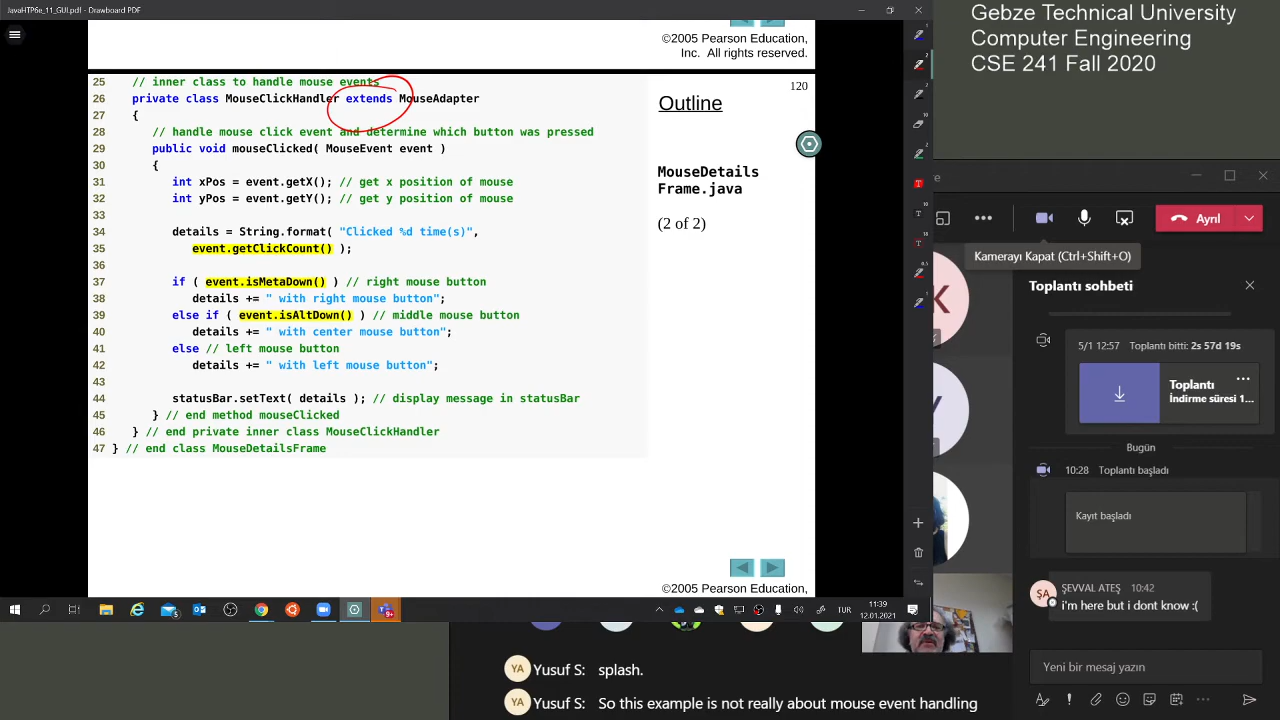 JavaHTP6e_11_GUI.pdf - Drawboard PDF
©2005 Pearson Education,
Inc. All rights reserved.
25 // inner class to handle mouse events
26 private class MouseClickHandler extends MouseAdapter
27 {
28 // handle mouse click event and determine which button was pressed
29 public void mouseClicked( MouseEvent event )
30 {
31 int xPos = event.getX(); // get x position of mouse
32 int yPos = event.getY(); // get y position of mouse
33
34 details = String.format( "Clicked %d time(s)",
35 event.getClickCount() );
36
37 if ( event.isMetaDown() ) // right mouse button
38 details += " with right mouse button";
39 else if ( event.isAltDown() ) // middle mouse button
40 details += " with center mouse button";
41 else // left mouse button
42 details += " with left mouse button";
43
44 statusBar.setText( details ); // display message in statusBar
45 } // end method mouseClicked
46 } // end private inner class MouseClickHandler
47 } // end class MouseDetailsFrame
120
Outline
MouseDetails
Frame.java
(2 of 2)
©2005 Pearson Education,
Gebze Technical University
Computer Engineering
CSE 241 Fall 2020
Ayrıl
Kamerayı Kapat (Ctrl+Shift+O)
K
Toplantı sohbeti
5/1 12:57 Toplantı bitti: 2s 57d 19s
Toplantı
İndirme süresi 1...
Bugün
10:28 Toplantı başladı
Kayıt başladı
ŞA
ŞEVVAL ATEŞ 10:42
i'm here but i dont know :(
Yeni bir mesaj yazın
TUR
11:39
12.01.2021
YA Yusuf S: splash.
YA Yusuf S: So this example is not really about mouse event handling